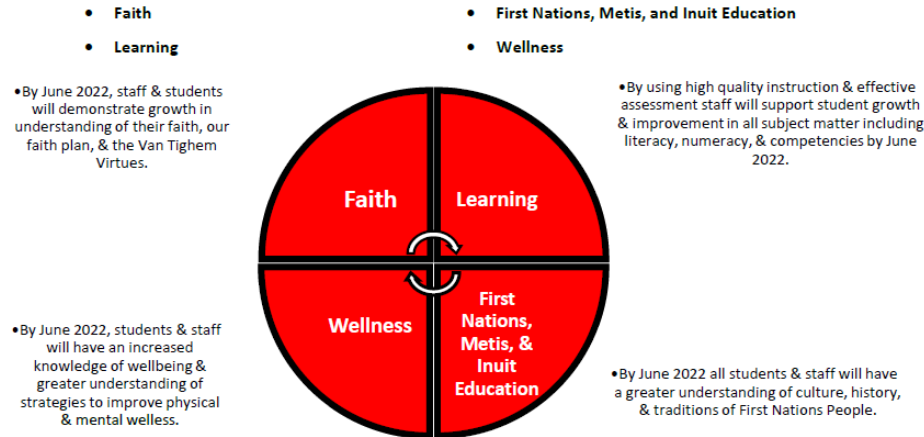 • Faith
• Learning
• First Nations, Metis, and Inuit Education
• Wellness
•By June 2022, staff & students
will demonstrate growth in
understanding of their faith, our
faith plan, & the Van Tighem
Virtues.
•By using high quality instruction & effective
assessment staff will support student growth
& improvement in all subject matter including
literacy, numeracy, & competencies by June
2022.
Faith
Learning
Wellness
First
Nations,
Metis, &
Inuit
Education
•By June 2022, students & staff
will have an increased
knowledge of wellbeing &
greater understanding of
strategies to improve physical
& mental welless.
•By June 2022 all students & staff will have
a greater understanding of culture, history,
& traditions of First Nations People.